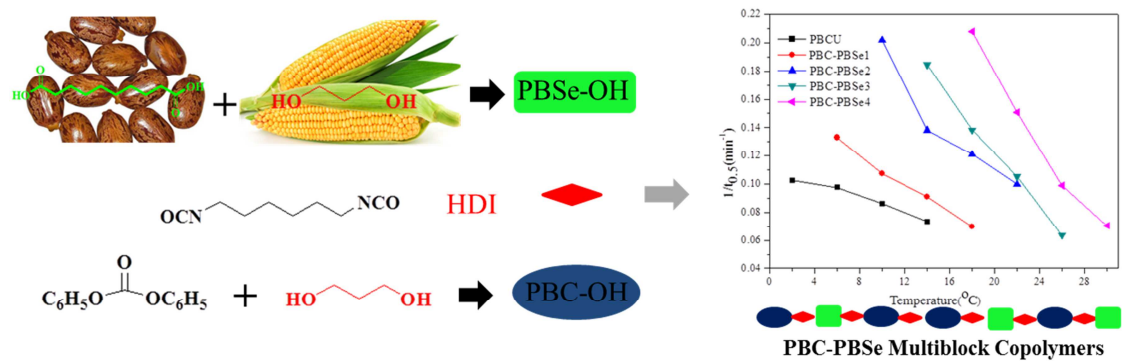 HO
O
OH
O
HO
OH
PBSe-OH
OCN
NCO
HDI
O
C6H5O
OC6H5
HO
OH
PBC-OH
PBCU
PBC-PBSe1
PBC-PBSe2
PBC-PBSe3
PBC-PBSe4
1/t0.5(min-1)
0.22
0.20
0.18
0.16
0.14
0.12
0.10
0.08
0.06
0.04
0 4 8 12 16 20 24 28
Temperature(oC)
PBC-PBSe Multiblock Copolymers